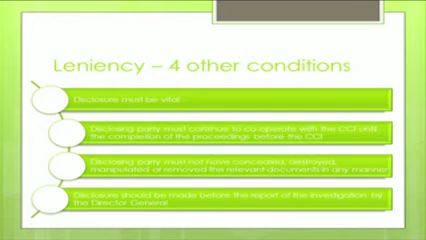 Leniency – 4 other conditions
Disclosure must be vital
Disclosing party must continue to co-operate with the CCI until
the completion of the proceedings before the CCI
Disclosing party must not have concealed, destroyed,
manipulated or removed the relevant documents in any manner
Disclosure should be made before the report of the investigation by
the Director General